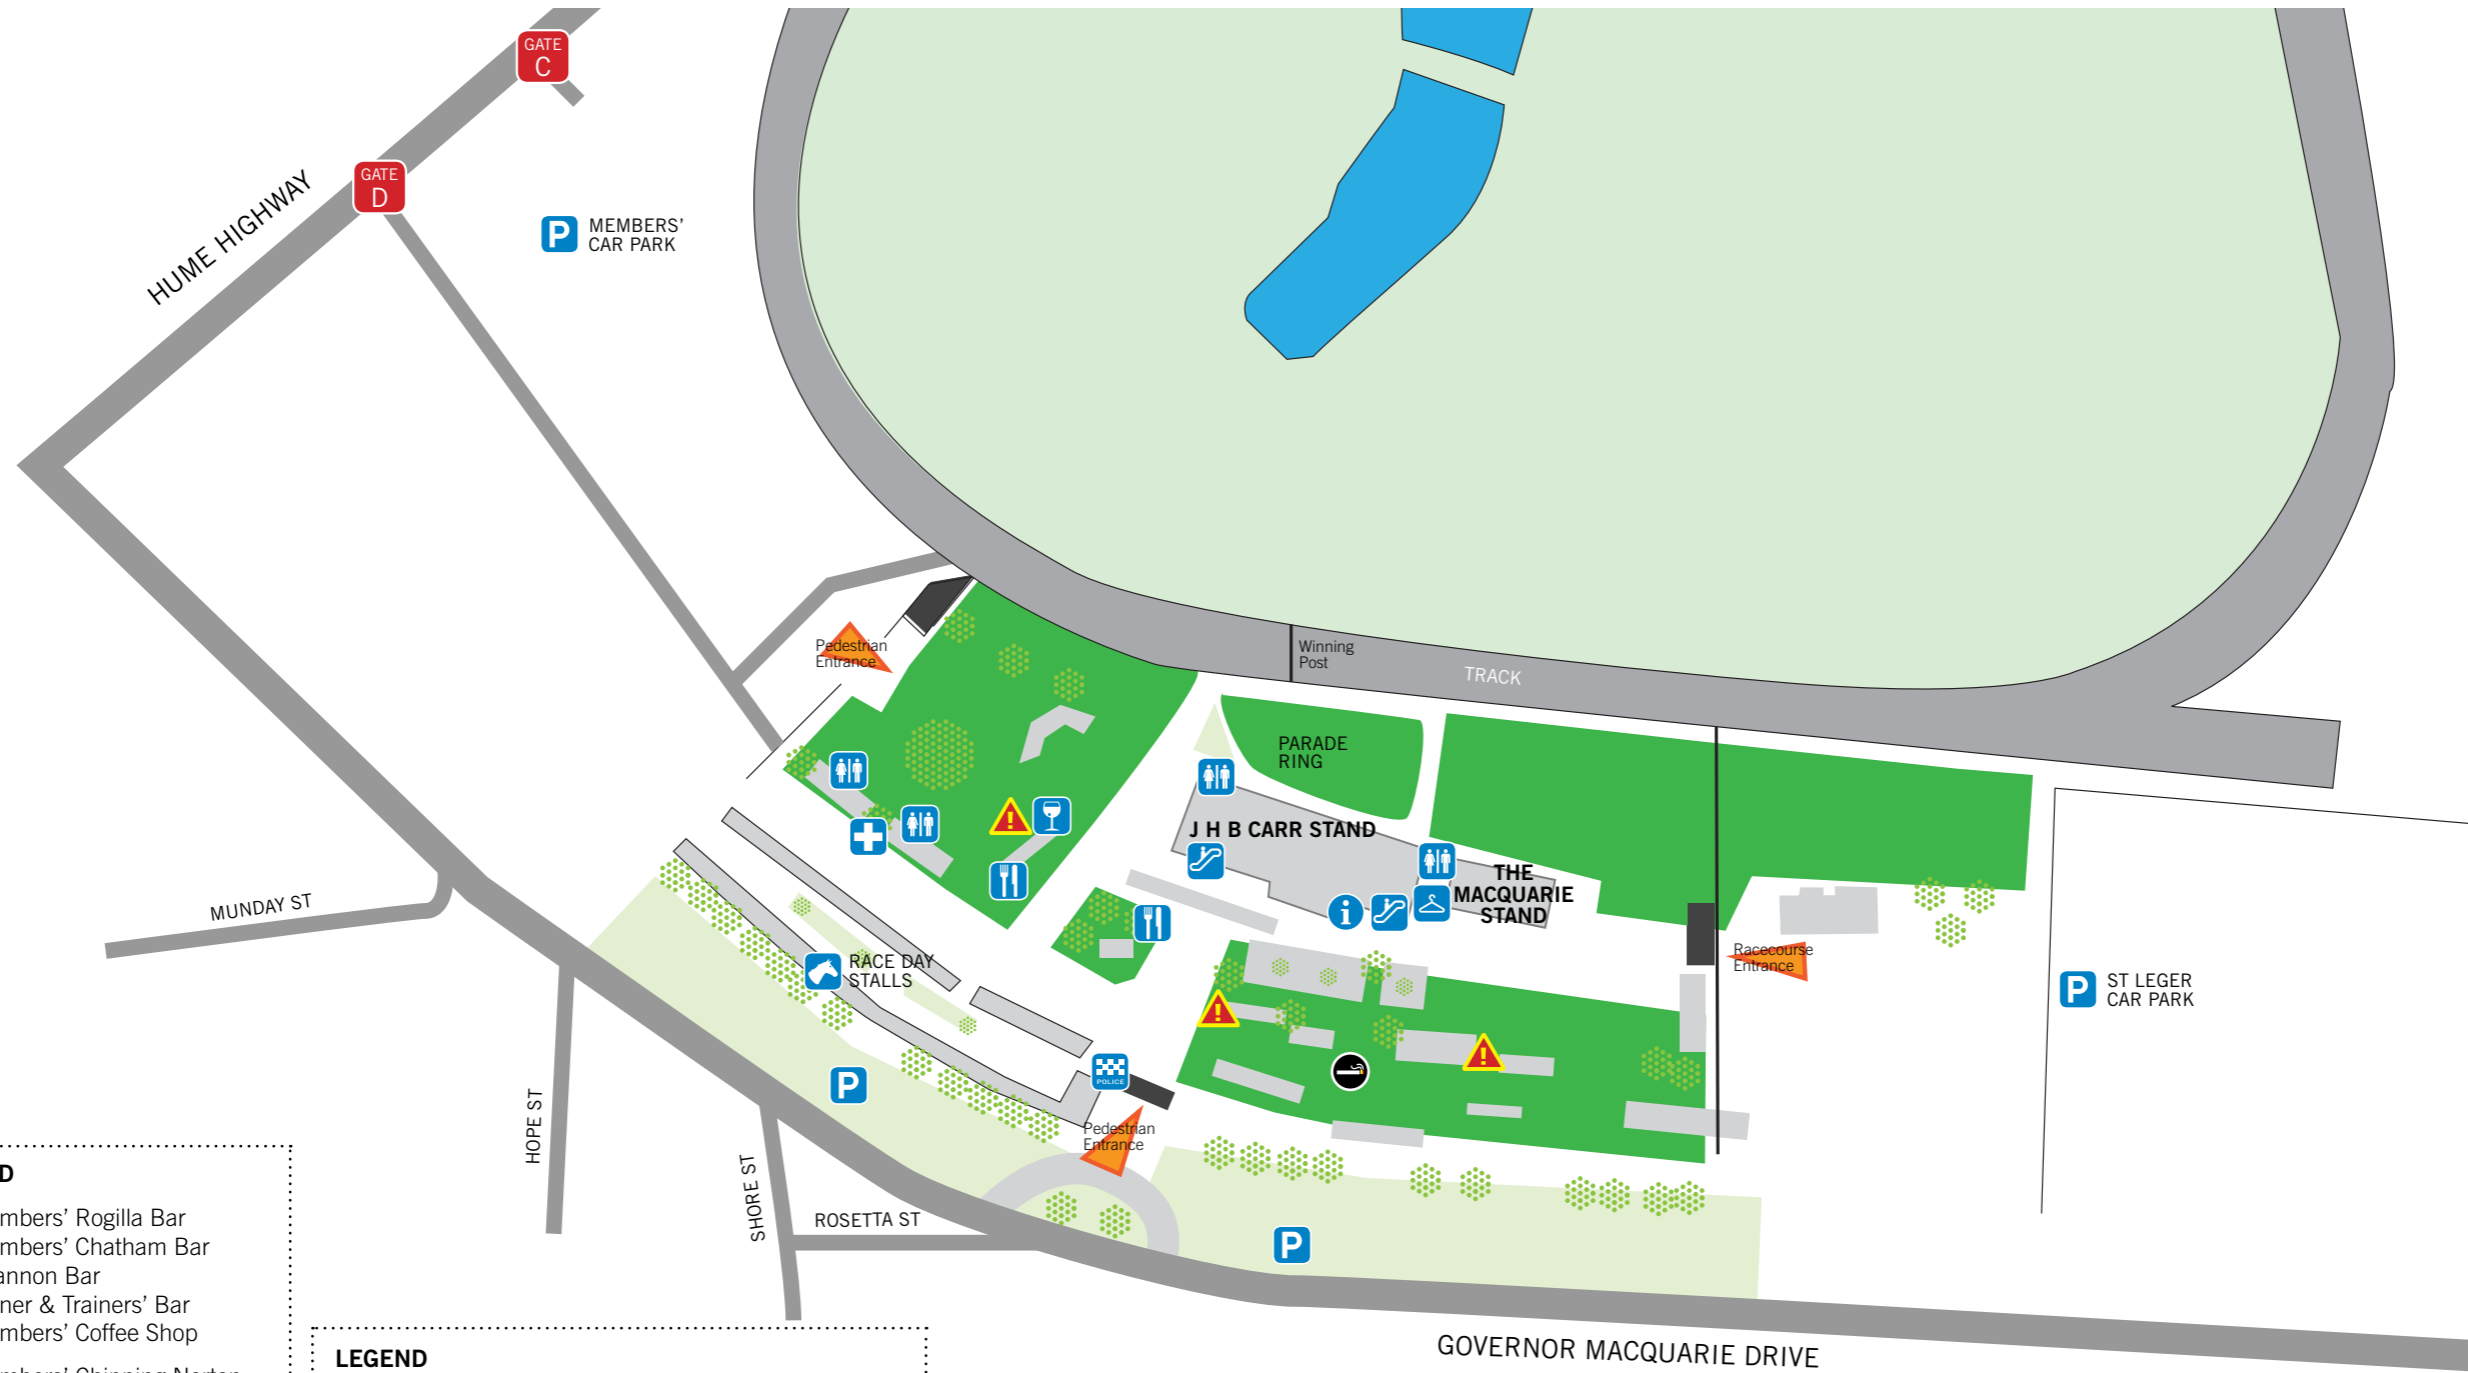 GATE
C
GATE
D
HUME HIGHWAY
P
MEMBERS'
CAR PARK
Pedestrian
Entrance
Winning
Post
TRACK
PARADE
RING
J H B CARR STAND
THE
MACQUARIE
STAND
i
MUNDAY ST
RACE DAY
STALLS
Racecourse
Entrance
P
ST LEGER
CAR PARK
POLICE
P
Pedestrian
Entrance
HOPE ST
SHORE ST
ROSETTA ST
P
GOVERNOR MACQUARIE DRIVE
D
mbers' Rogilla Bar
mbers' Chatham Bar
annon Bar
ner & Trainers' Bar
mbers' Coffee Shop
LEGEND